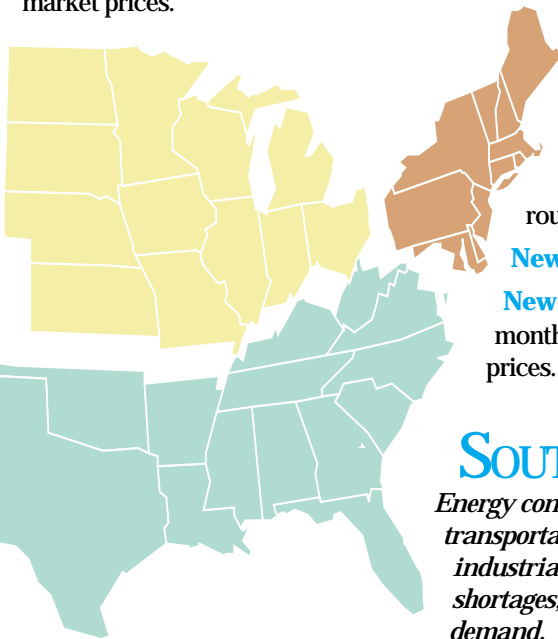 market prices.
rou
New
New
month
prices.
SOUT
Energy con
transporta
industria
shortages,
demand.